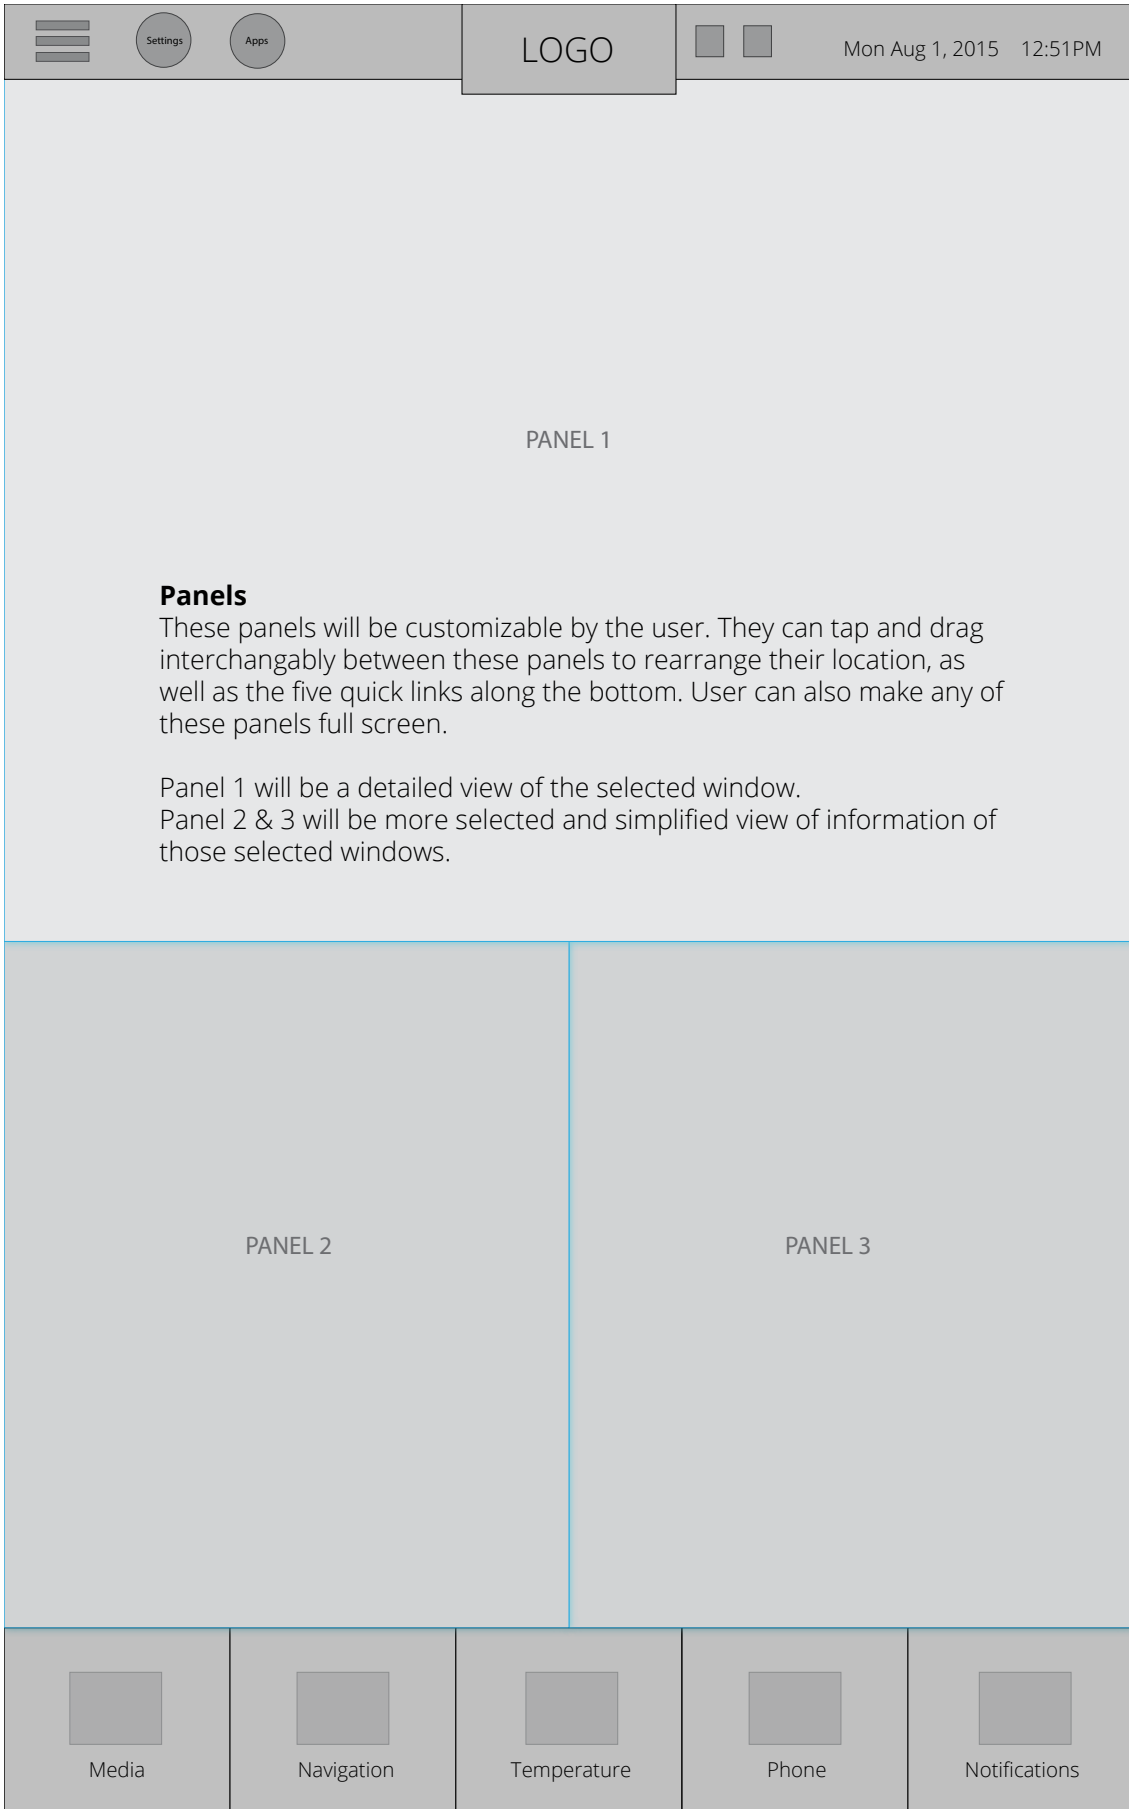 Settings
Apps
LOGO
Mon Aug 1, 2015 12:51PM
PANEL 1
Panels
These panels will be customizable by the user. They can tap and drag
interchangably between these panels to rearrange their location, as
well as the five quick links along the bottom. User can also make any of
these panels full screen.
Panel 1 will be a detailed view of the selected window.
Panel 2 & 3 will be more selected and simplified view of information of
those selected windows.
PANEL 2
PANEL 3
Media
Navigation
Temperature
Phone
Notifications